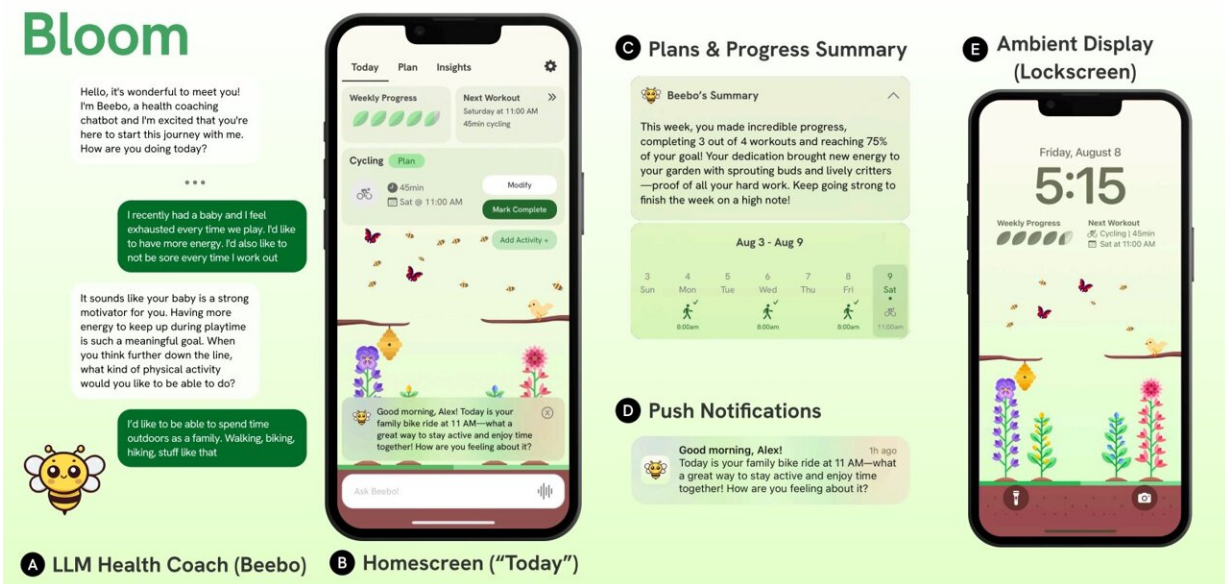 Bloom
Hello, it's wonderful to meet you!
I'm Beebo, a health coaching
chatbot and I'm excited that you're
here to start this journey with me.
How are you doing today?
...
I recently had a baby and I feel
exhausted every time we play. I'd like
to have more energy. I'd also like to
not be sore every time I work out
It sounds like your baby is a strong
motivator for you. Having more
energy to keep up during playtime
is such a meaningful goal. When
you think further down the line,
what kind of physical activity
would you like to be able to do?
I'd like to be able to spend time
outdoors as a family. Walking, biking,
hiking, stuff like that
A LLM Health Coach (Beebo)
Today Plan Insights
Weekly Progress
Next Workout
Saturday at 11:00 AM
45min cycling
Cycling Plan
45min
Sat @ 11:00 AM
Modify
Mark Complete
Add Activity +
Good morning, Alex! Today is your
family bike ride at 11 AM—what a
great way to stay active and enjoy time
together! How are you feeling about it?
Ask Beebo!
B Homescreen ("Today")
C Plans & Progress Summary
Beebo's Summary
This week, you made incredible progress,
completing 3 out of 4 workouts and reaching 75%
of your goal! Your dedication brought new energy to
your garden with sprouting buds and lively critters
—proof of all your hard work. Keep going strong to
finish the week on a high note!
Aug 3 - Aug 9
3 4 5 6 7 8 9
Sun Mon Tue Wed Thu Fri Sat
8:00am 8:00am 8:00am 11:00am
D Push Notifications
Good morning, Alex! 1h ago
Today is your family bike ride at 11 AM—what
a great way to stay active and enjoy time
together! How are you feeling about it?
E Ambient Display
(Lockscreen)
Friday, August 8
5:15
Weekly Progress
Next Workout
Cycling | 45min
Sat at 11:00 AM